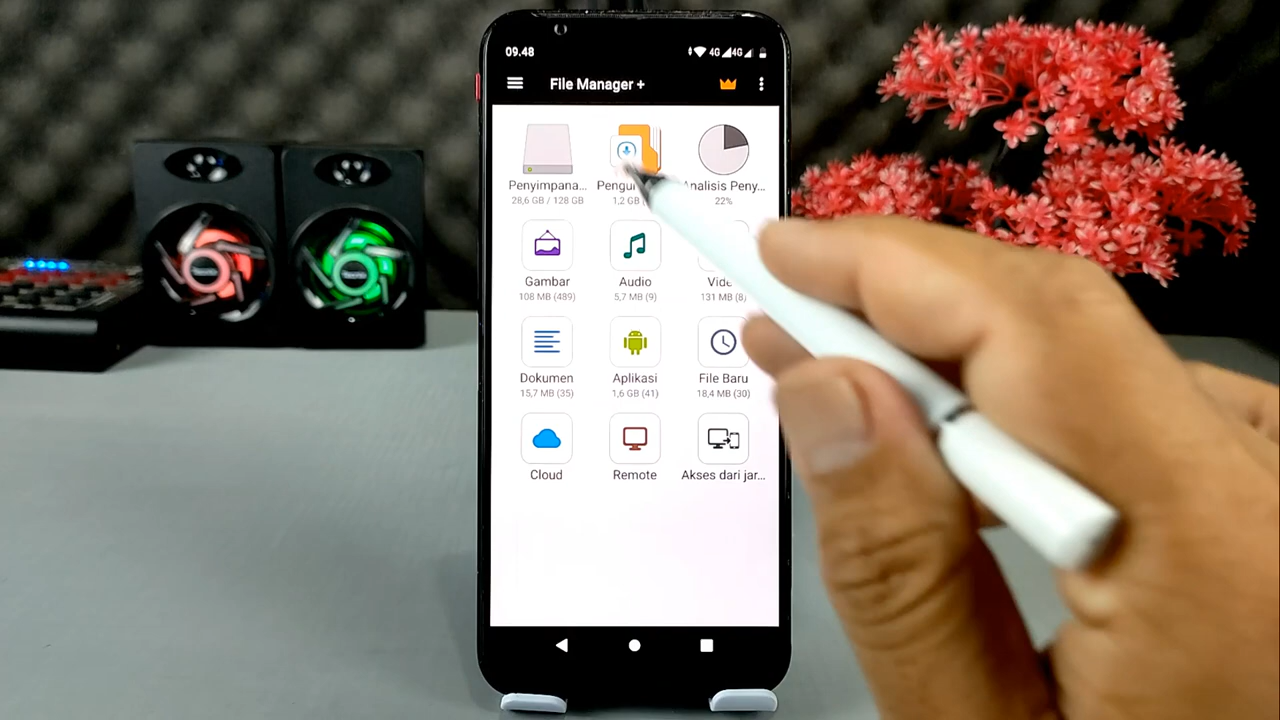 09.48
4G 4G
File Manager +
Penyimpana... Analisis Peny...
28,6 GB / 128 GB 1,2 GB 22%
Gambar Audio
108 MB (489) 5,7 MB (9) 131 MB (8)
Dokumen Aplikasi File Baru
15,7 MB (35) 1,6 GB (41) 18,4 MB (30)
Cloud Remote Akses dari jar...